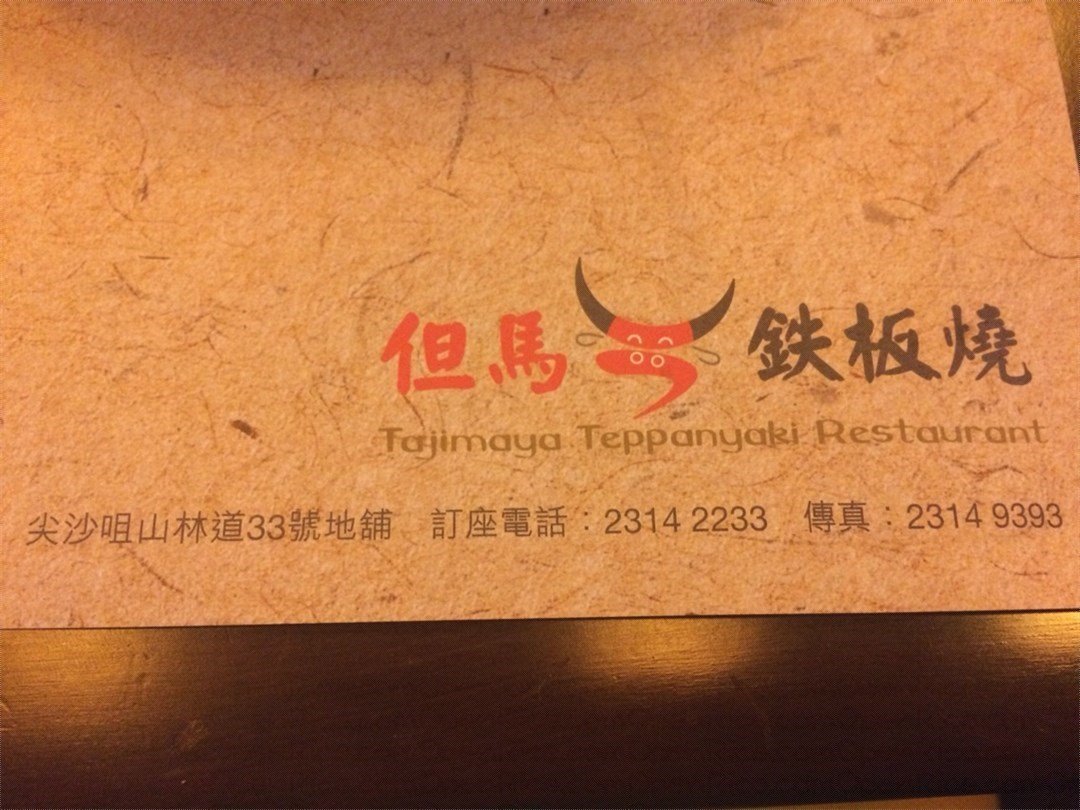 但馬 鉄板燒
Tajimaya Teppanyaki Restaurant
尖沙咀山林道33號地舖 訂座電話：2314 2233 傳真：2314 9393